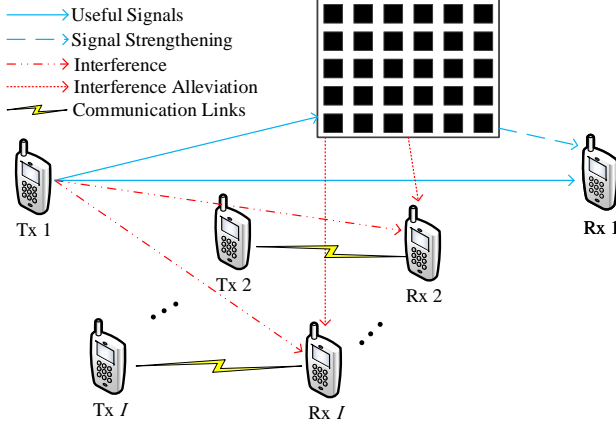 Useful Signals
Signal Strengthening
Interference
Interference Alleviation
Communication Links
Tx 1
Rx 1
Tx 2
Rx 2
Tx I
Rx I